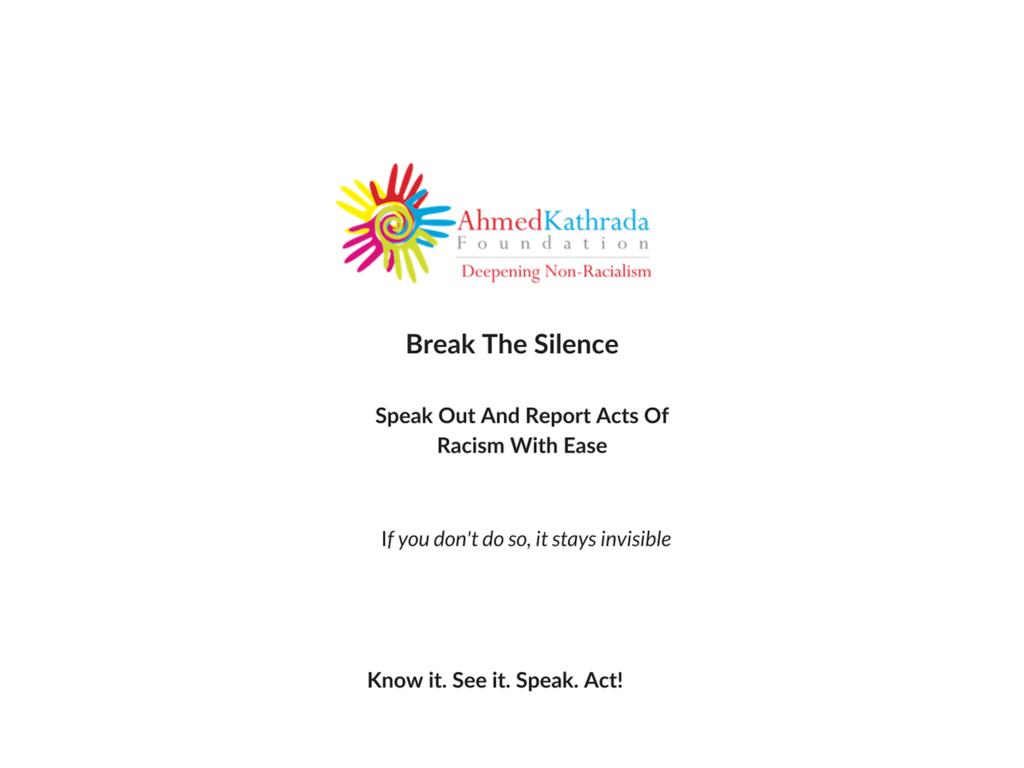 AhmedKathrada
Foundation
Deepening Non-Racialism
Break The Silence
Speak Out And Report Acts Of
Racism With Ease
If you don't do so, it stays invisible
Know it. See it. Speak. Act!